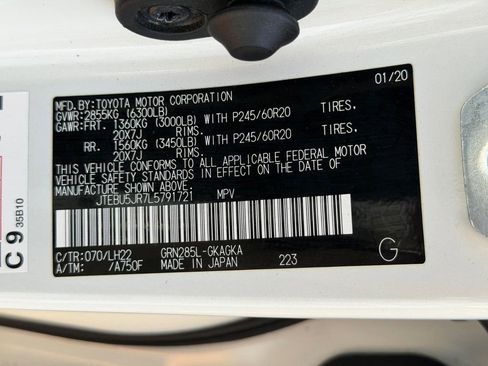 01/20
MFD.BY:TOYOTA MOTOR CORPORATION
GVWR:2855KG (6300LB)
GAWR:FRT. 1360KG (3000LB) WITH P245/60R20 TIRES.
20X7J RIMS.
RR. 1560KG (3450LB) WITH P245/60R20 TIRES.
20X7J RIMS.
THIS VEHICLE CONFORMS TO ALL APPLICABLE FEDERAL MOTOR
VEHICLE SAFETY STANDARDS IN EFFECT ON THE DATE OF
MANUFACTURE SHOWN ABOVE.
JTEBU5JR7L5791721 MPV
C/TR:070/LH22 GRN285L-GKAGKA
A/TM: /A750F MADE IN JAPAN 223
G
C 9
35B10